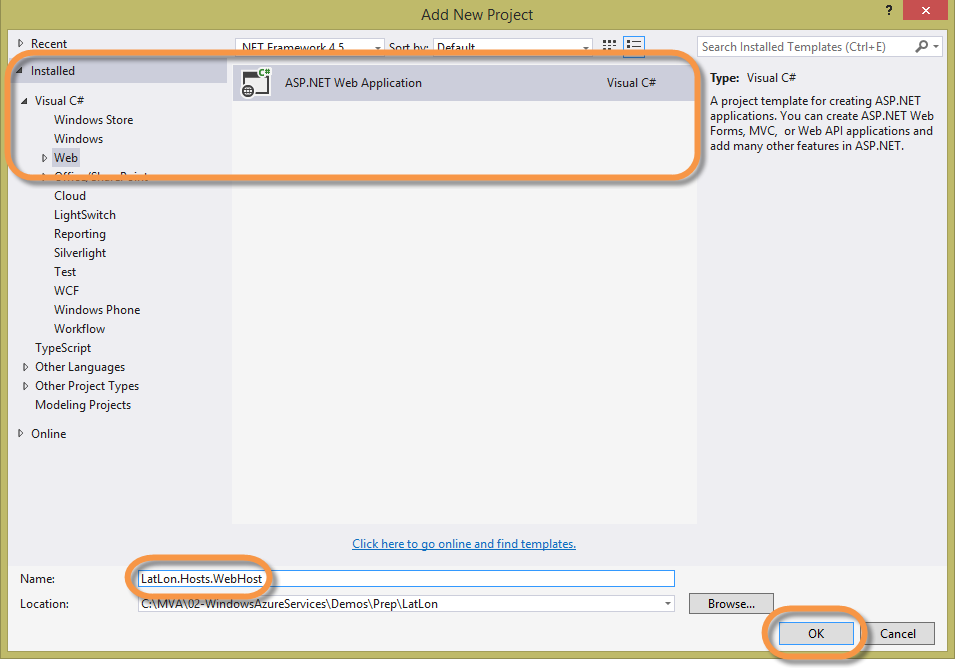 Add New Project
?
Recent
.NET Framework 4.5
Sort by:
Default
Search Installed Templates (Ctrl+E)
Installed
Visual C#
Windows Store
Windows
Web
Office/SharePoint
Cloud
LightSwitch
Reporting
Silverlight
Test
WCF
Windows Phone
Workflow
TypeScript
Other Languages
Other Project Types
Modeling Projects
Online
C#
ASP.NET Web Application
Visual C#
Type: Visual C#
A project template for creating ASP.NET
applications. You can create ASP.NET Web
Forms, MVC, or Web API applications and
add many other features in ASP.NET.
Click here to go online and find templates.
Name:
LatLon.Hosts.WebHost
Location:
C:\MVA\02-WindowsAzureServices\Demos\Prep\LatLon
Browse...
OK
Cancel